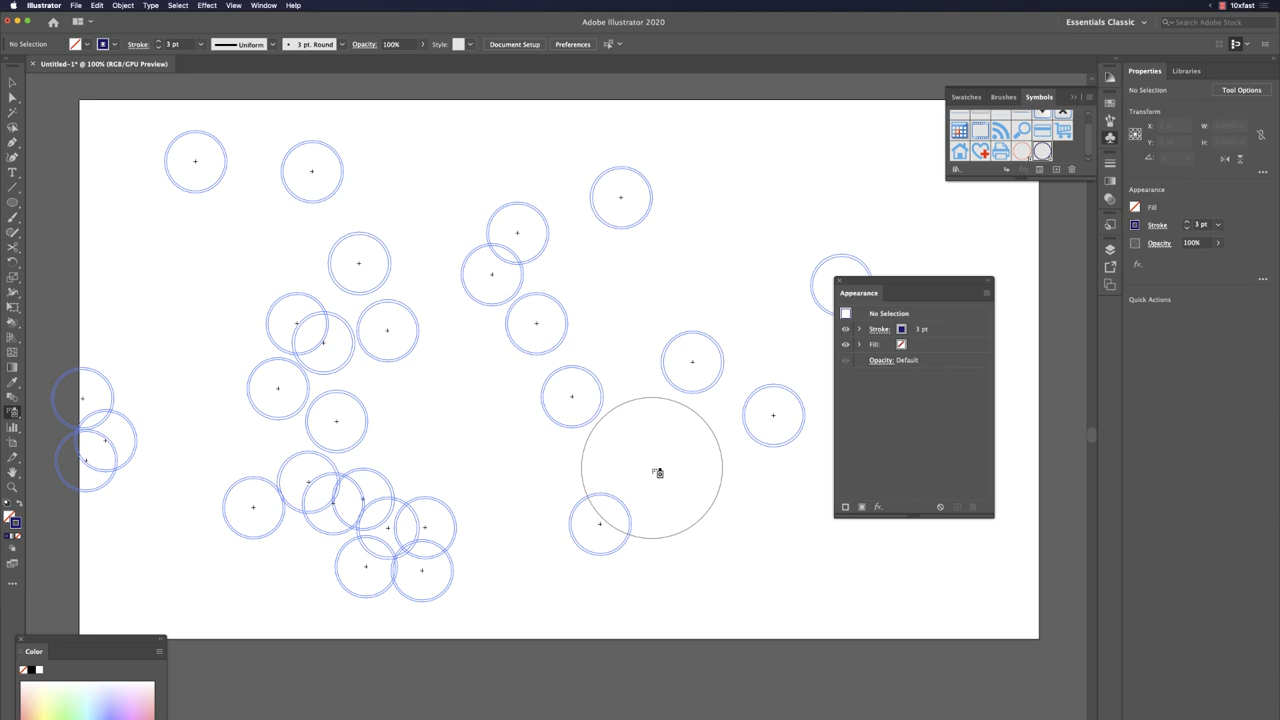 Illustrator File Edit Object Type Select Effect View Window Help 10xfast
Adobe Illustrator 2020 Essentials Classic Search Adobe Stock
No Selection Stroke: 3 pt Uniform 3 pt. Round Opacity: 100% Style: Document Setup Preferences
× Untitled-1* @ 100% (RGB/GPU Preview)
Properties Libraries
No Selection Tool Options
Swatches Brushes Symbols
Transform
X: W:
Y: H:
Appearance
Fill
Stroke 3 pt
Opacity 100%
fx.
Quick Actions
Appearance
No Selection
Stroke: 3 pt
Fill:
Opacity: Default
fx.
Color